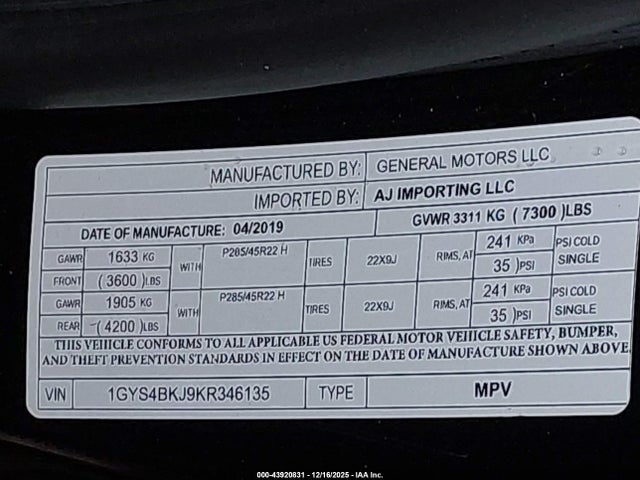 MANUFACTURED BY: GENERAL MOTORS LLC
IMPORTED BY: AJ IMPORTING LLC
DATE OF MANUFACTURE: 04/2019 GVWR 3311 KG ( 7300 )LBS
GAWR 1633 KG WITH P285/45R22 H TIRES 22X9J RIMS, AT 241 KPa PSI COLD
FRONT ( 3600 )LBS 35 )PSI SINGLE
GAWR 1905 KG WITH P285/45R22 H TIRES 22X9J RIMS, AT 241 KPa PSI COLD
REAR ( 4200 )LBS 35 )PSI SINGLE
THIS VEHICLE CONFORMS TO ALL APPLICABLE US FEDERAL MOTOR VEHICLE SAFETY, BUMPER,
AND THEFT PREVENTION STANDARDS IN EFFECT ON THE DATE OF MANUFACTURE SHOWN ABOVE
VIN 1GYS4BKJ9KR346135 TYPE MPV
000-43920831 - 12/16/2025 - IAA Inc.